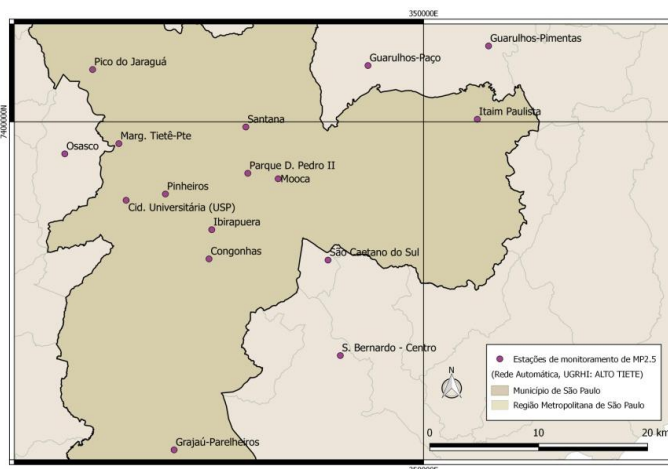 350000E
Guarulhos-Pimentas
Guarulhos-Paço
Pico do Jaraguá
Itaim Paulista
Santana
7400000N
Marg. Tietê-Pte
Osasco
Parque D. Pedro II
Mooca
Pinheiros
Cid. Universitária (USP)
Ibirapuera
Congonhas
São Caetano do Sul
S. Bernardo - Centro
Estações de monitoramento de MP2.5
(Rede Automática, UGRHI: ALTO TIETE)
Município de São Paulo
Região Metropolitana de São Paulo
N
0 10 20 km
Grajaú-Parelheiros